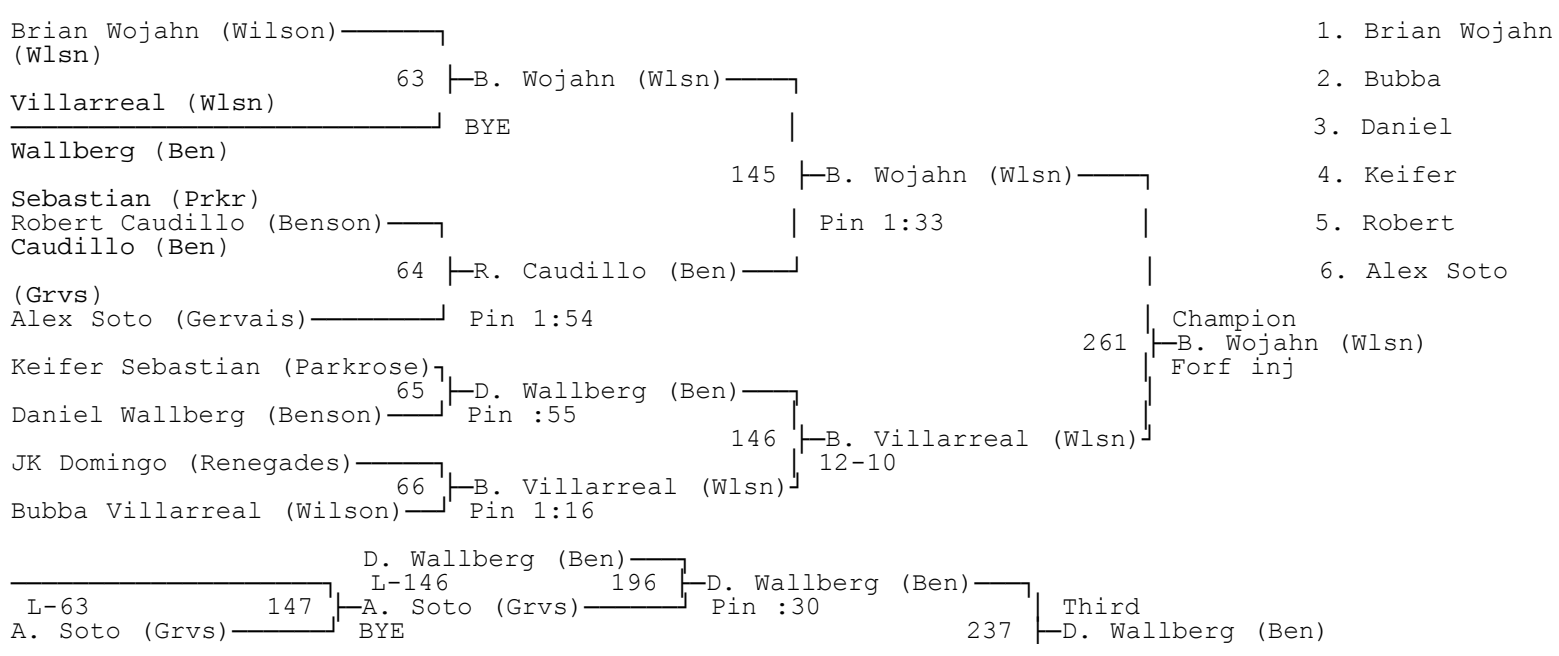 Brian Wojahn (Wilson) 1. Brian Wojahn
(Wlsn)
63 B. Wojahn (Wlsn) 2. Bubba
Villarreal (Wlsn)
BYE 3. Daniel
Wallberg (Ben)
145 B. Wojahn (Wlsn) 4. Keifer
Sebastian (Prkr)
Robert Caudillo (Benson) Pin 1:33 5. Robert
Caudillo (Ben)
64 R. Caudillo (Ben) 6. Alex Soto
(Grvs)
Alex Soto (Gervais) Pin 1:54 Champion
261 B. Wojahn (Wlsn)
Keifer Sebastian (Parkrose) Forf inj
65 D. Wallberg (Ben)
Daniel Wallberg (Benson) Pin :55
146 B. Villarreal (Wlsn)
JK Domingo (Renegades) 12-10
66 B. Villarreal (Wlsn)
Bubba Villarreal (Wilson) Pin 1:16
D. Wallberg (Ben)
L-146 196 D. Wallberg (Ben)
L-63 147 A. Soto (Grvs) Pin :30 Third
A. Soto (Grvs) BYE 237 D. Wallberg (Ben)